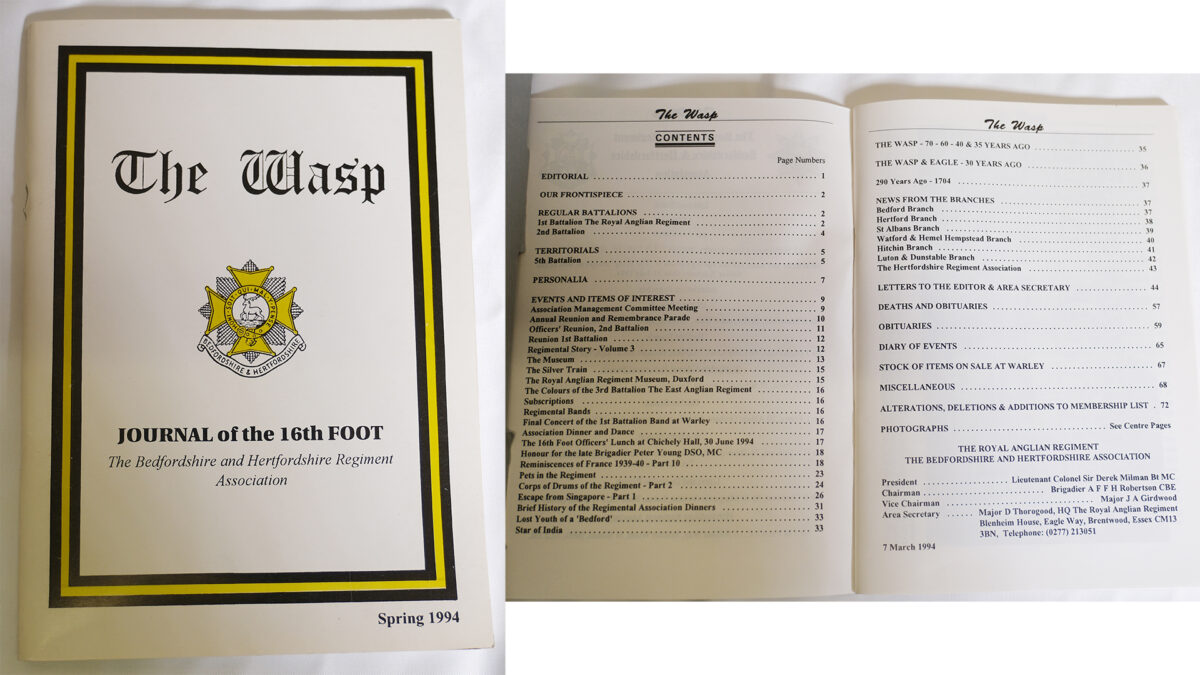 The Wasp
HONI·SOIT·QUI·MAL·Y·PENSE
BEDFORDSHIRE & HERTFORDSHIRE
JOURNAL of the 16th FOOT
The Bedfordshire and Hertfordshire Regiment
Association
Spring 1994
The Wasp
CONTENTS
Page Numbers
EDITORIAL 1
OUR FRONTISPIECE 2
REGULAR BATTALIONS 2
1st Battalion The Royal Anglian Regiment 2
2nd Battalion 4
TERRITORIALS 5
5th Battalion 5
PERSONALIA 7
EVENTS AND ITEMS OF INTEREST 9
Association Management Committee Meeting 9
Annual Reunion and Remembrance Parade 10
Officers' Reunion, 2nd Battalion 11
Reunion 1st Battalion 12
Regimental Story - Volume 3 12
The Museum 13
The Silver Train 15
The Royal Anglian Regiment Museum, Duxford 15
The Colours of the 3rd Battalion The East Anglian Regiment 16
Subscriptions 16
Regimental Bands 16
Final Concert of the 1st Battalion Band at Warley 16
Association Dinner and Dance 17
The 16th Foot Officers' Lunch at Chichely Hall, 30 June 1994 17
Honour for the late Brigadier Peter Young DSO, MC 18
Reminiscences of France 1939-40 - Part 10 18
Pets in the Regiment 23
Corps of Drums of the Regiment - Part 2 24
Escape from Singapore - Part 1 26
Brief History of the Regimental Association Dinners 31
Lost Youth of a 'Bedford' 33
Star of India 33
The Wasp
THE WASP - 70 - 60 - 40 & 35 YEARS AGO 35
THE WASP & EAGLE - 30 YEARS AGO 36
290 Years Ago - 1704 37
NEWS FROM THE BRANCHES 37
Bedford Branch 37
Hertford Branch 38
St Albans Branch 39
Watford & Hemel Hempstead Branch 40
Hitchin Branch 41
Luton & Dunstable Branch 42
The Hertfordshire Regiment Association 43
LETTERS TO THE EDITOR & AREA SECRETARY 44
DEATHS AND OBITUARIES 57
OBITUARIES 59
DIARY OF EVENTS 65
STOCK OF ITEMS ON SALE AT WARLEY 67
MISCELLANEOUS 68
ALTERATIONS, DELETIONS & ADDITIONS TO MEMBERSHIP LIST . 72
PHOTOGRAPHS See Centre Pages
THE ROYAL ANGLIAN REGIMENT
THE BEDFORDSHIRE AND HERTFORDSHIRE ASSOCIATION
President Lieutenant Colonel Sir Derek Milman Bt MC
Chairman Brigadier A F F H Robertson CBE
Vice Chairman Major J A Girdwood
Area Secretary Major D Thorogood, HQ The Royal Anglian Regiment
Blenheim House, Eagle Way, Brentwood, Essex CM13
3BN, Telephone: (0277) 213051
7 March 1994